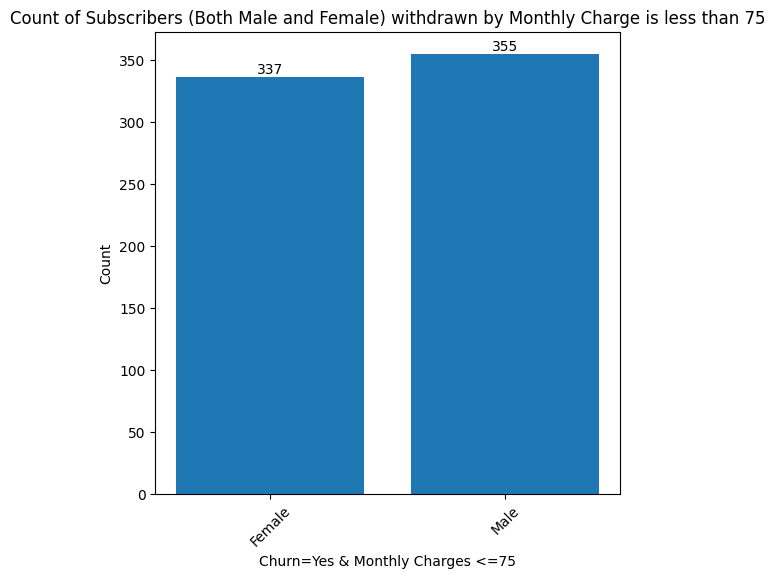 Count of Subscribers (Both Male and Female) withdrawn by Monthly Charge is less than 75
337
355
350
300
250
200
150
100
50
0
Count
Female
Male
Churn=Yes & Monthly Charges <=75